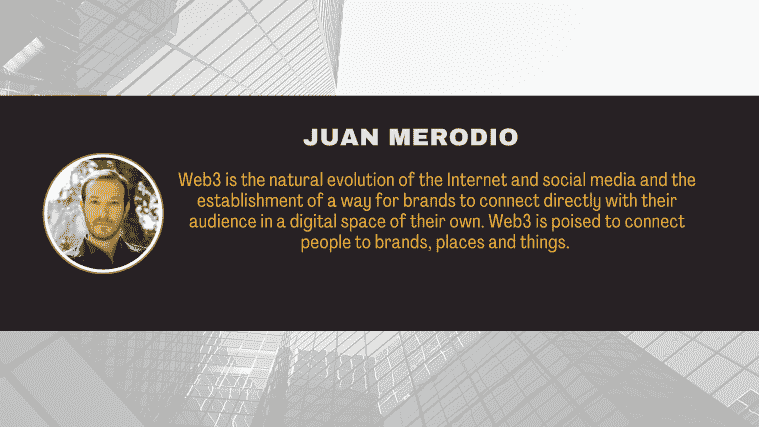 JUAN MERODIO
Web3 is the natural evolution of the Internet and social media and the
establishment of a way for brands to connect directly with their
audience in a digital space of their own. Web3 is poised to connect
people to brands, places and things.